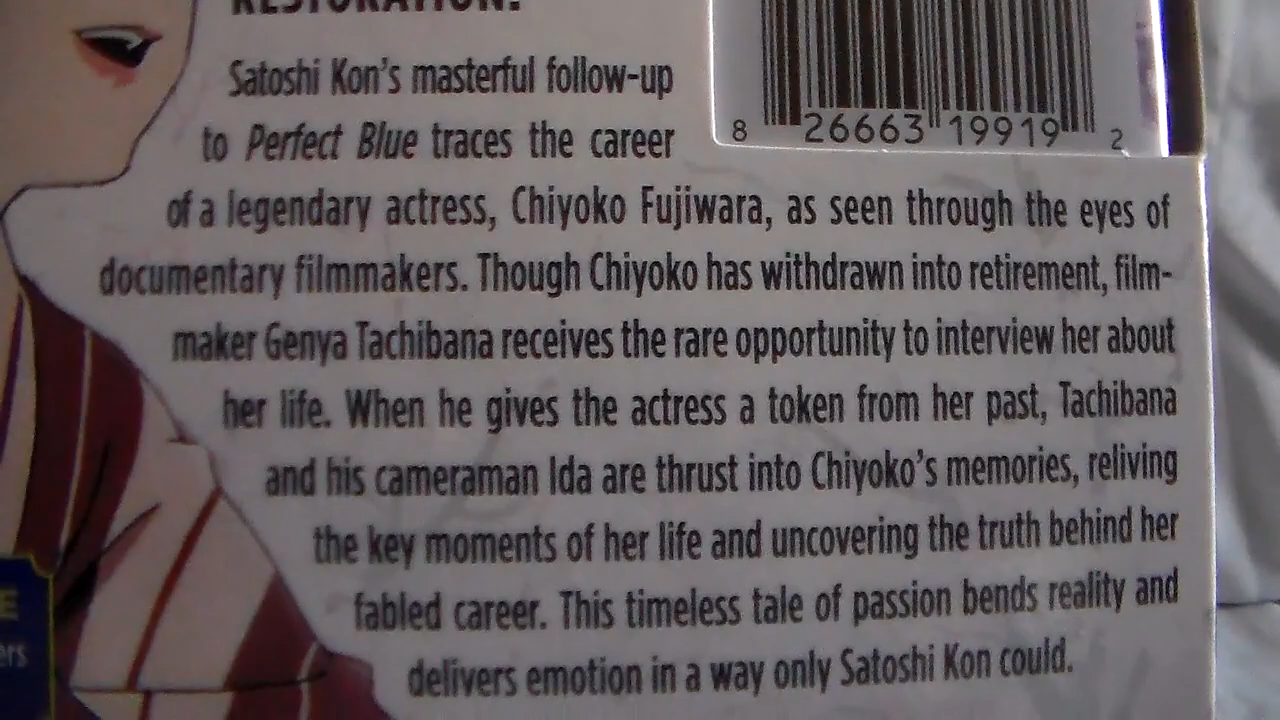 RESTORATION!
Satoshi Kon's masterful follow-up
to Perfect Blue traces the career
of a legendary actress, Chiyoko Fujiwara, as seen through the eyes of
documentary filmmakers. Though Chiyoko has withdrawn into retirement, film-
maker Genya Tachibana receives the rare opportunity to interview her about
her life. When he gives the actress a token from her past, Tachibana
and his cameraman Ida are thrust into Chiyoko's memories, reliving
the key moments of her life and uncovering the truth behind her
fabled career. This timeless tale of passion bends reality and
delivers emotion in a way only Satoshi Kon could.
8 26663 19919 2